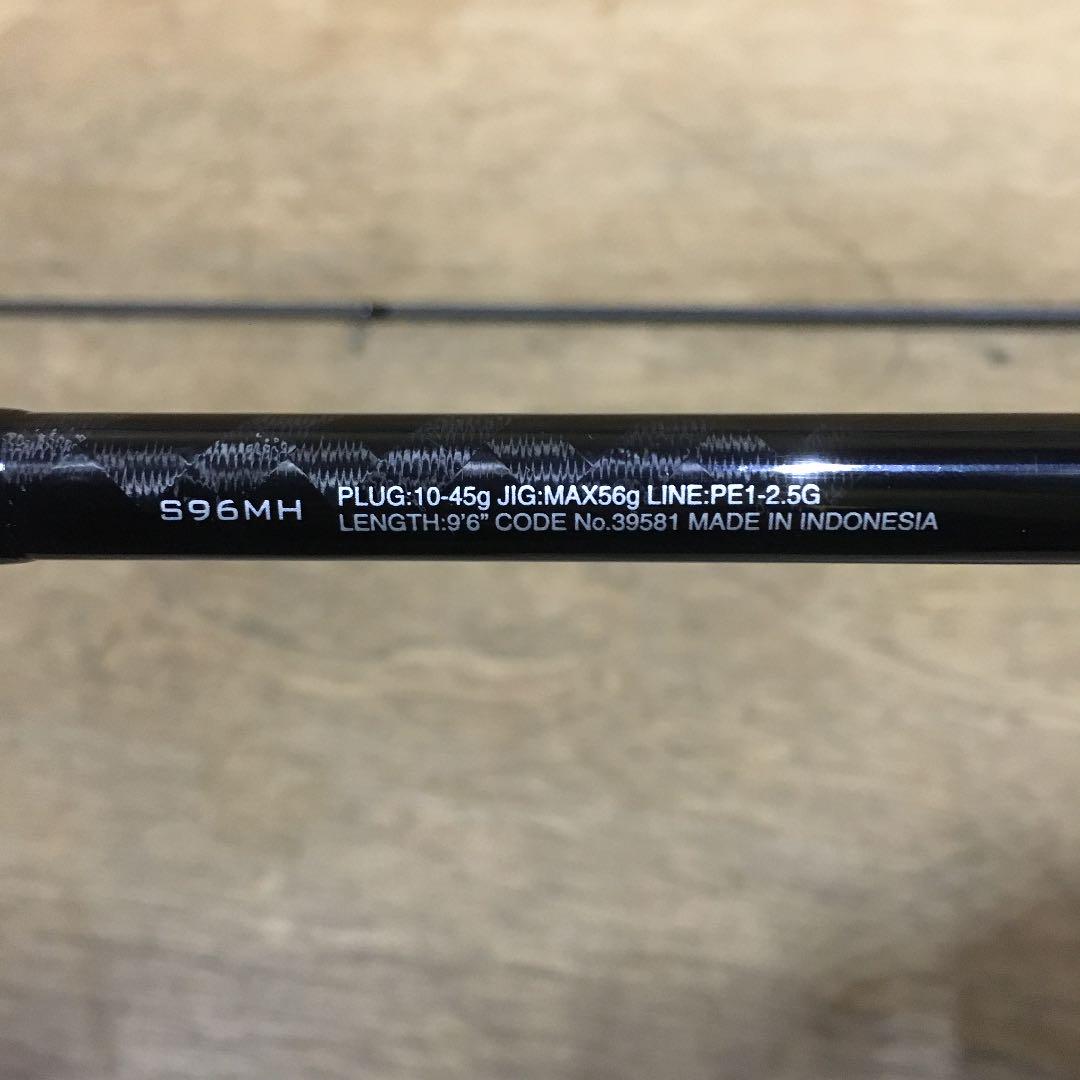 S96MH
PLUG:10-45g JIG:MAX56g LINE:PE1-2.5G
LENGTH:9'6" CODE No.39581 MADE IN INDONESIA